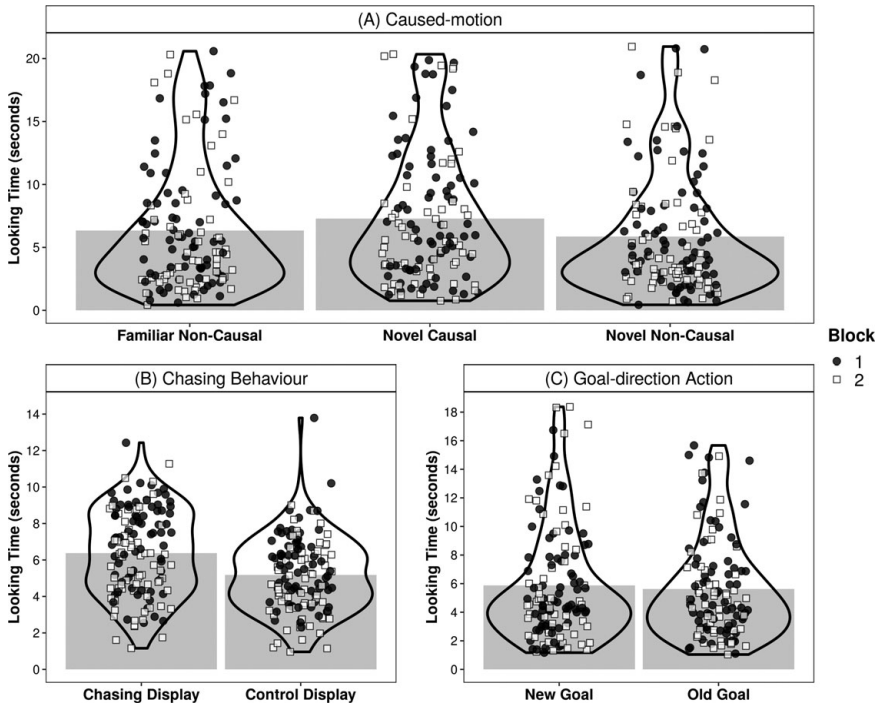 (A) Caused-motion
Looking Time (seconds)
20
15
10
5
0
Familiar Non-Causal
Novel Causal
Novel Non-Causal
Block
1
2
(B) Chasing Behaviour
Looking Time (seconds)
14
12
10
8
6
4
2
0
Chasing Display
Control Display
(C) Goal-direction Action
Looking Time (seconds)
18
16
14
12
10
8
6
4
2
0
New Goal
Old Goal